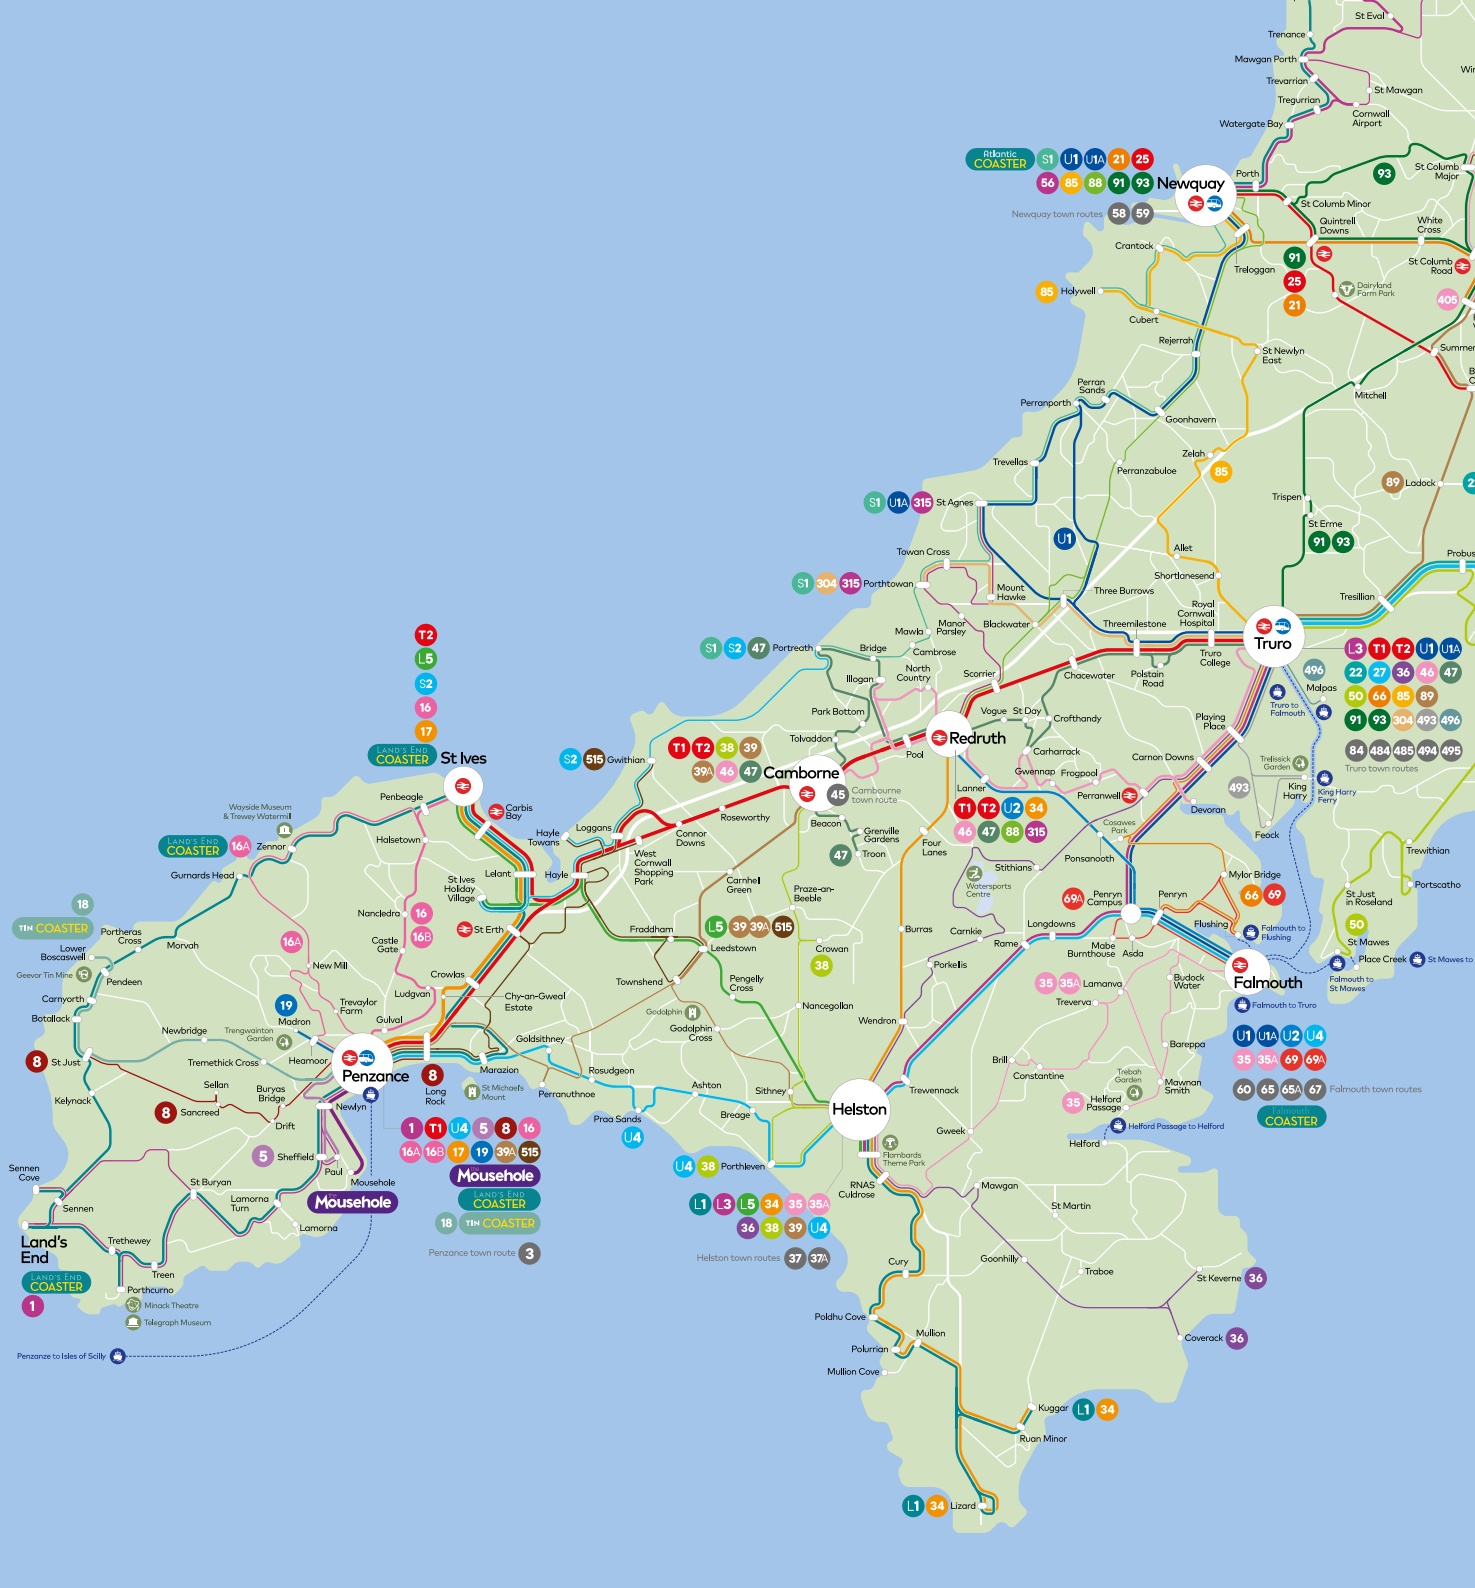 St Eval
Trenance
Mawgan Porth
Trevarrian
St Mawgan
Tregurrian
Cornwall
Airport
Watergate Bay
Atlantic
COASTER
S1 U1 U1A 21 25
56 85 88 91 93
Newquay
Newquay town routes 58 59
Porth
St Columb
Major
93
St Columb Minor
Quintrell
Downs
White
Cross
Crantock
Treloggan
91
25
21
St Columb
Road
Dairyland
Farm Park
405
85 Holywell
Cubert
Rejerrah
St Newlyn
East
Summer
Mitchell
Perran
Sands
Perranporth
Goonhavern
Trevellas
Zelah
85
Perranzabuloe
89 Ladock
Trispen
St Erme
91 93
S1 U1A 315 St Agnes
U1
Allet
Probus
Towan Cross
Shortlanesend
S1 304 315 Porthtowan
Mount
Hawke
Three Burrows
Tresillian
Royal
Cornwall
Hospital
Manor
Parsley
Blackwater
Threemilestone
Truro
Mawla
S1 S2 47 Portreath
Bridge
Cambrose
Truro
College
L3 T1 T2 U1 U1A
22 27 36 46 47
50 66 85 89
91 93 304 493 496
84 484 485 494 495
Truro town routes
North
Country
Illogan
Scorrier
Chacewater
Polstain
Road
496
Malpas
Truro to
Falmouth
T2
L5
S2
16
17
LAND'S END
COASTER
St Ives
Park Bottom
Vogue
St Day
Crofthandy
Playing
Place
Tolvaddon
Redruth
Pool
Carharrack
S2 515 Gwithian
T1 T2 38 39
39A 46 47
Camborne
45
Cambourne
town route
Gwennap
Frogpool
Carnon Downs
Trelissick
Garden
Lanner
Perranwell
493
King
Harry
King Harry
Ferry
Devoran
Feock
T1 T2 U2 34
46 47 88 315
Cosawes
Park
Ponsanooth
Penbeagle
Carbis
Bay
Wayside Museum
& Trewey Watermill
Roseworthy
Beacon
Grenville
Gardens
Troon
47
Four
Lanes
Loggans
Hayle
Towans
Connor
Downs
Halsetown
LAND'S END
COASTER
16A Zennor
West
Cornwall
Shopping
Park
Stithians
Trewithian
Mylor Bridge
66 69
Gurnards Head
Lelant
Hayle
St Ives
Holiday
Village
Carnhell
Green
Praze-an-
Beeble
Watersports
Centre
69A
Penryn
Campus
Penryn
Flushing
Falmouth to
Flushing
St Just
in Roseland
Portscatho
18
TIN COASTER
Nancledra
16
16B
St Erth
Fraddham
L5 39 39A 515
Leedstown
Burras
Carnkie
Longdowns
Rame
Mabe
Burnthouse
Asda
50
St Mawes
Place Creek
St Mawes to
Portheras
Cross
Morvah
Lower
Boscaswell
16A
Castle
Gate
Crowan
38
Falmouth
Falmouth to
St Mawes
Geevor Tin Mine
Pendeen
New Mill
Crowlas
Townshend
Pengelly
Cross
Porkellis
35 35A Lamanva
Budock
Water
Ludgvan
Chy-an-Gweal
Estate
Treverva
Falmouth to Truro
Carnyorth
19
Madron
Trevaylor
Farm
Nancegollan
Botallack
Newbridge
Trengwainton
Garden
Gulval
Godolphin
Godolphin
Cross
Wendron
U1 U1A U2 U4
35 35A 69 69A
60 65 65A 67
Falmouth town routes
Falmouth
COASTER
Goldsithney
Bareppa
8 St Just
Tremethick Cross
Heamoor
Penzance
8
Long
Rock
Marazion
St Michael's
Mount
Rosudgeon
Perranuthnoe
Brill
Constantine
Trebah
Garden
Mawnan
Smith
Sellan
Buryas
Bridge
Ashton
Sithney
Trewennack
Kelynack
8 Sancreed
Newlyn
Drift
Praa Sands
U4
Breage
Helston
35
Helford
Passage
Helford Passage to Helford
Gweek
Helford
1 T1 U4 5 8 16
16A 16B 17 19 39A 515
the
Mousehole
LAND'S END
COASTER
18 TIN COASTER
Penzance town route 3
5 Sheffield
Paul
Mousehole
the
Mousehole
U4 38 Porthleven
Flambards
Theme Park
Sennen
Cove
St Buryan
Lamorna
Turn
RNAS
Culdrose
Mawgan
Sennen
Lamorna
L1 L3 L5 34 35 35A
36 38 39 U4
Helston town routes 37 37A
St Martin
Land's
End
LAND'S END
COASTER
1
Trethewey
Treen
Porthcurno
Minack Theatre
Telegraph Museum
Cury
Goonhilly
Traboe
St Keverne 36
Poldhu Cove
Mullion
Coverack 36
Polurrian
Penzanze to Isles of Scilly
Mullion Cove
Kuggar L1 34
Ruan Minor
L1 34 Lizard